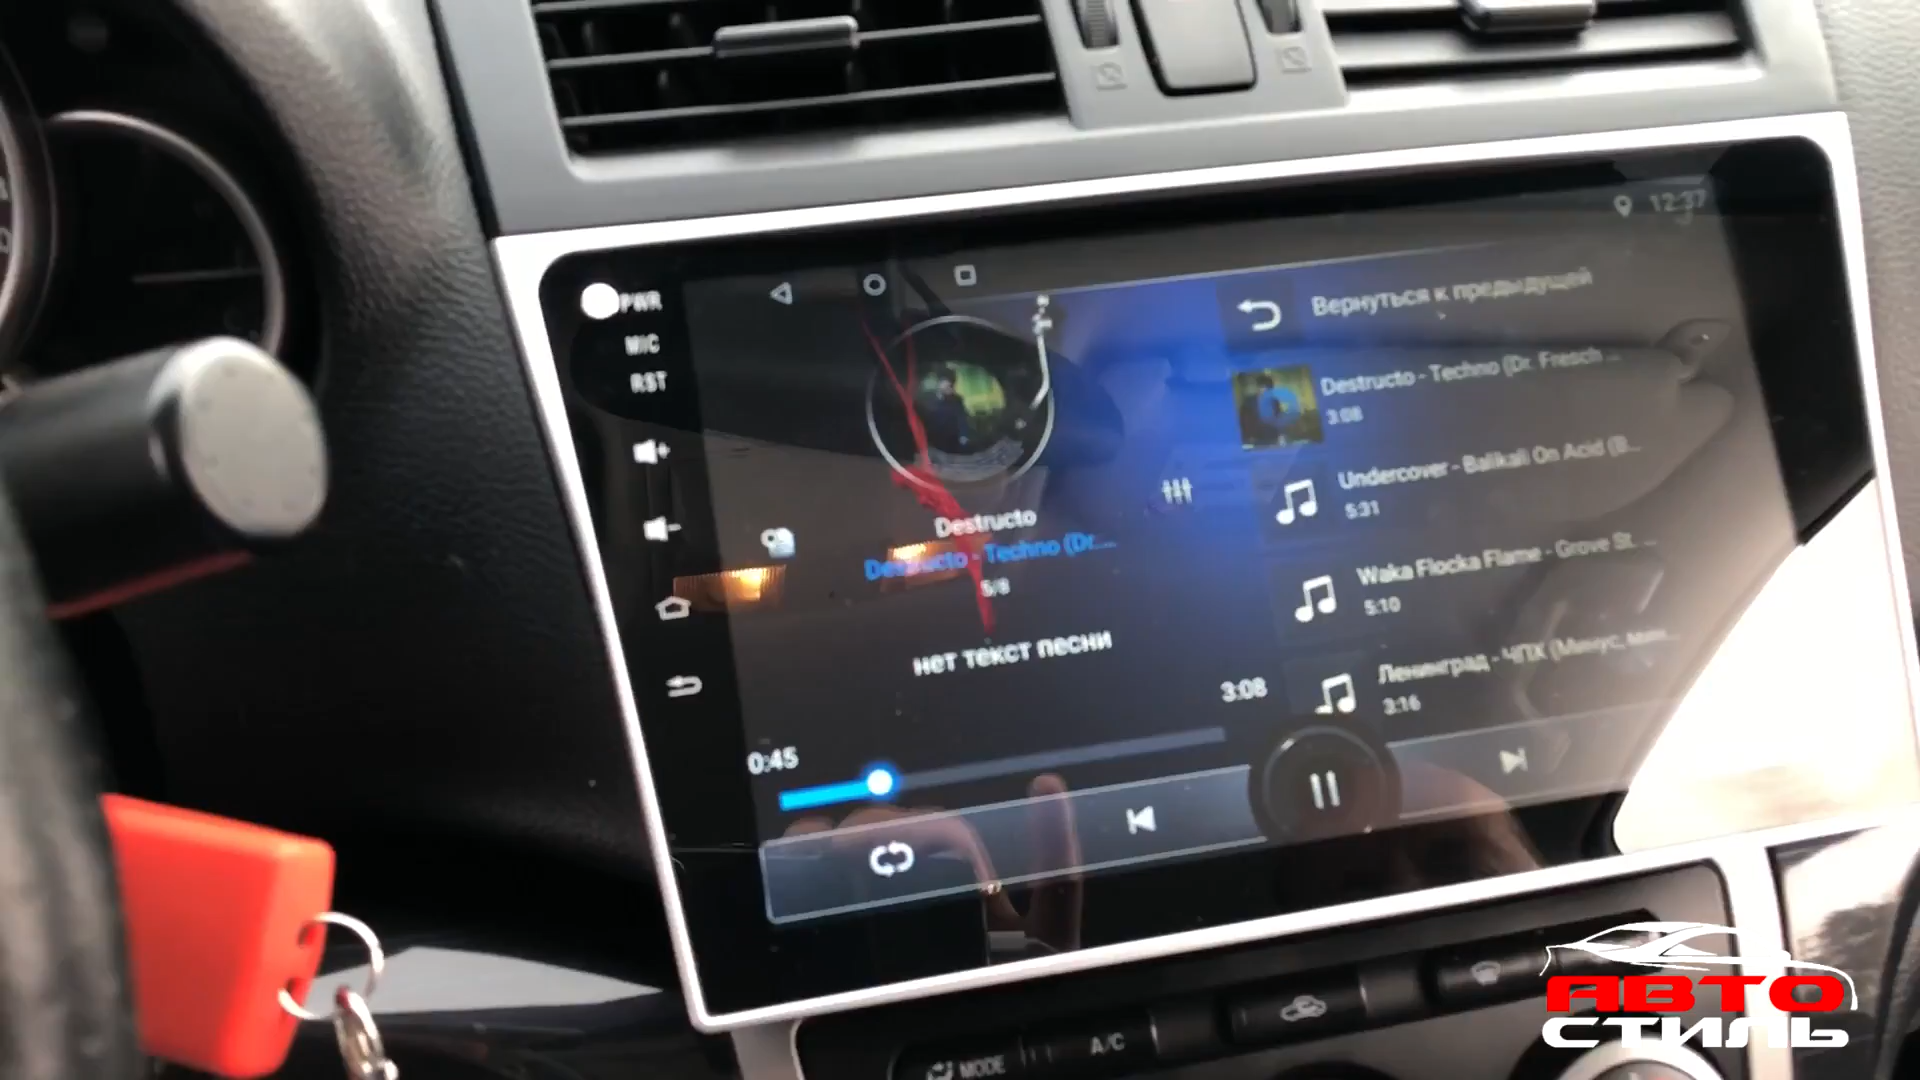 12:37
PWR
MIC
RST
Вернуться к предыдущей
Destructo - Techno (Dr. Fresch ...
3:08
Undercover - Balikali On Acid (B...
5:31
Waka Flocka Flame - Grove St. ...
5:10
Ленинград - ЧПХ (Минус, мин...
3:16
Destructo
Destructo - Techno (Dr....
5/8
нет текст песни
0:45
3:08
MODE
A/C
АВТО
СТИЛЬ